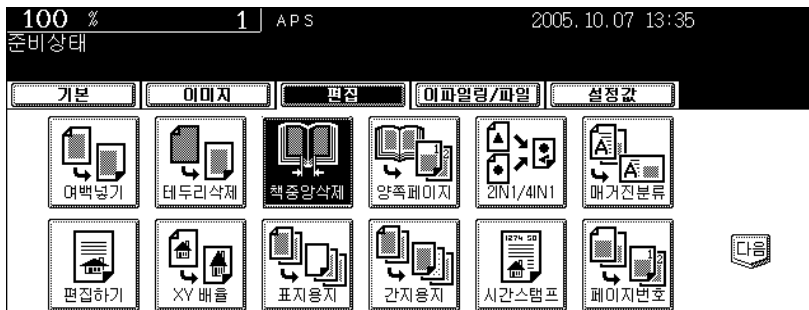 100 % 1 APS 2005.10.07 13:35
준비상태
기본 이미지 편집 이파일링/파일 설정값
여백넣기 테두리삭제 책중앙삭제 양쪽페이지 2IN1/4IN1 매거진분류
다음
편집하기 XY 배율 표지용지 간지용지 시간스탬프 페이지번호